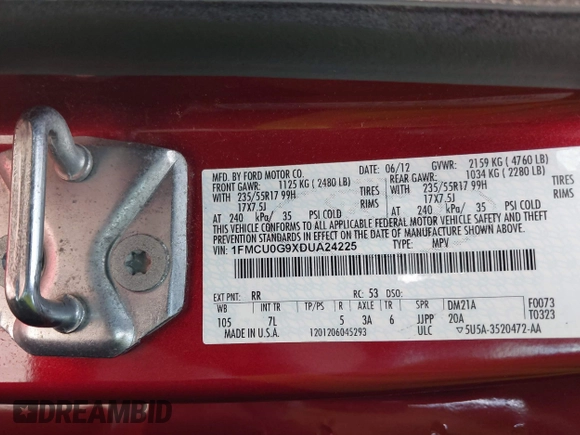 MFD. BY FORD MOTOR CO.
DATE: 06/12 GVWR: 2159 KG ( 4760 LB)
FRONT GAWR: 1125 KG ( 2480 LB) REAR GAWR: 1034 KG ( 2280 LB)
WITH 235/55R17 99H TIRES WITH 235/55R17 99H TIRES
17X7.5J RIMS 17X7.5J RIMS
AT 240 kPa/ 35 PSI COLD AT 240 kPa/ 35 PSI COLD
THIS VEHICLE CONFORMS TO ALL APPLICABLE FEDERAL MOTOR VEHICLE SAFETY AND THEFT
PREVENTION STANDARDS IN EFFECT ON THE DATE OF MANUFACTURE SHOWN ABOVE.
VIN: 1FMCU0G9XDUA24225 TYPE: MPV
EXT PNT: RR RC: 53 DSO:
WB INT TR TP/PS R AXLE TR SPR DM21A F0073
105 7L 5 3A 6 JJPP 20A T0323
MADE IN U.S.A. 1201206045293 ULC ▽5U5A-3520472-AA
DREAMBID